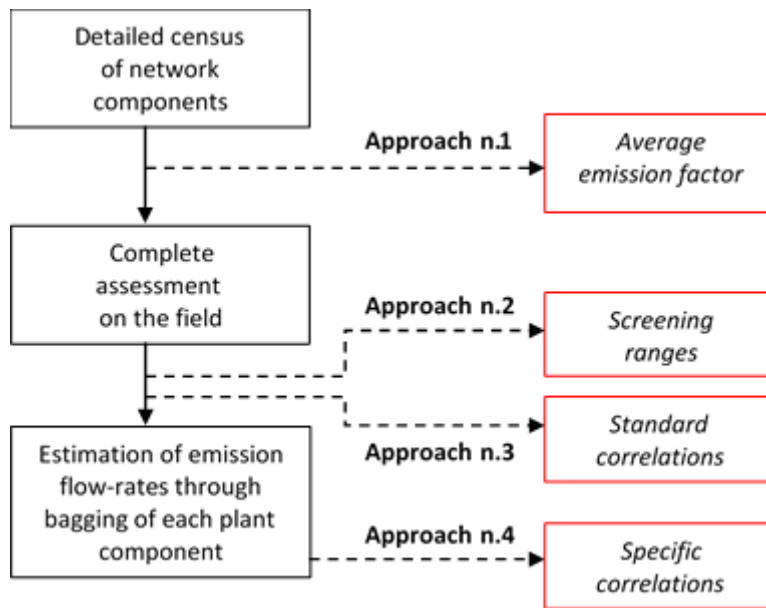 Detailed census
of network
components
Approach n.1
Average
emission factor
Complete
assessment
on the field
Approach n.2
Screening
ranges
Approach n.3
Standard
correlations
Estimation of emission
flow-rates through
bagging of each plant
component
Approach n.4
Specific
correlations